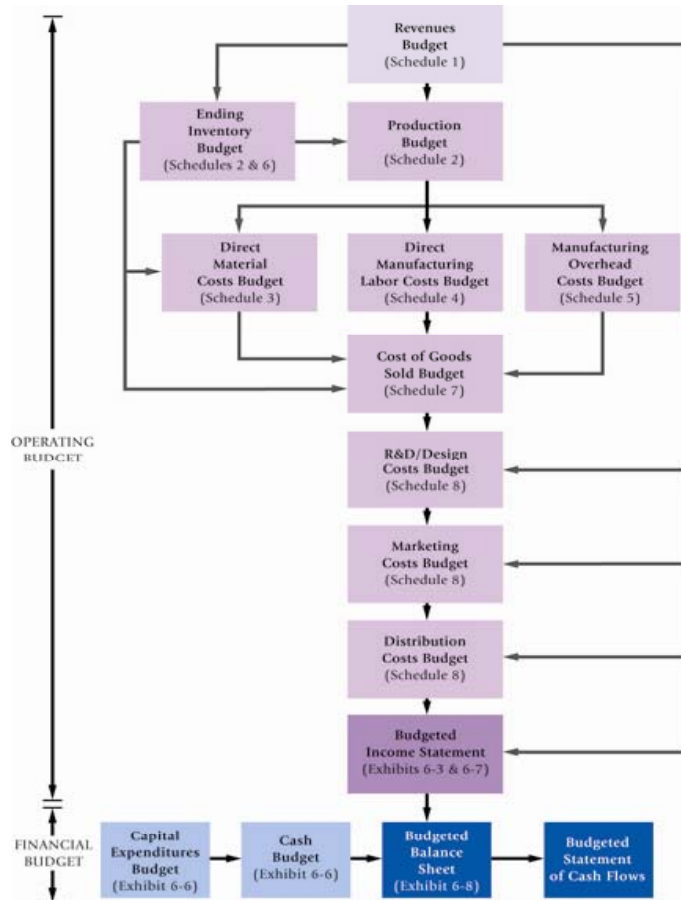 Revenues
Budget
(Schedule 1)
Ending
Inventory
Budget
(Schedules 2 & 6)
Production
Budget
(Schedule 2)
Direct
Material
Costs Budget
(Schedule 3)
Direct
Manufacturing
Labor Costs Budget
(Schedule 4)
Manufacturing
Overhead
Costs Budget
(Schedule 5)
Cost of Goods
Sold Budget
(Schedule 7)
OPERATING
BUDGET
R&D/Design
Costs Budget
(Schedule 8)
Marketing
Costs Budget
(Schedule 8)
Distribution
Costs Budget
(Schedule 8)
Budgeted
Income Statement
(Exhibits 6-3 & 6-7)
FINANCIAL
BUDGET
Capital
Expenditures
Budget
(Exhibit 6-6)
Cash
Budget
(Exhibit 6-6)
Budgeted
Balance
Sheet
(Exhibit 6-8)
Budgeted
Statement
of Cash Flows